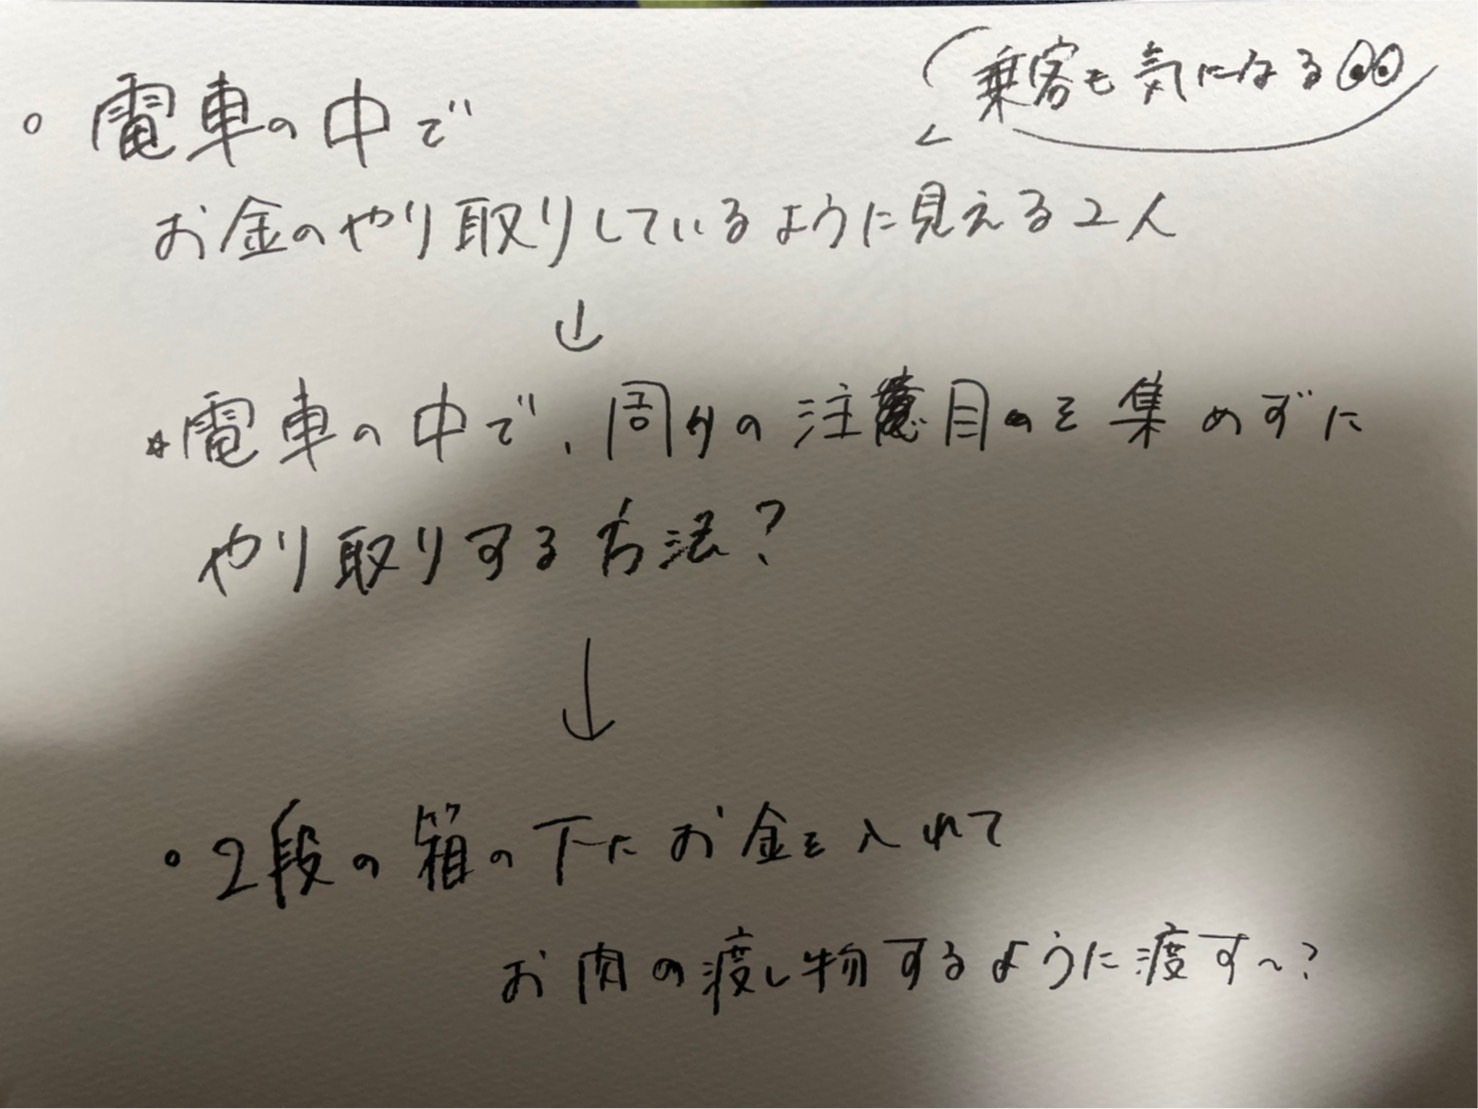 乗客も気になる
電車の中で
お金のやり取りしているように見える2人
↓
☆電車の中で、周りの注目を集めずに
やり取りする方法?
↓
・2段の箱の下にお金を入れて
お肉の渡し物するように渡す〜?